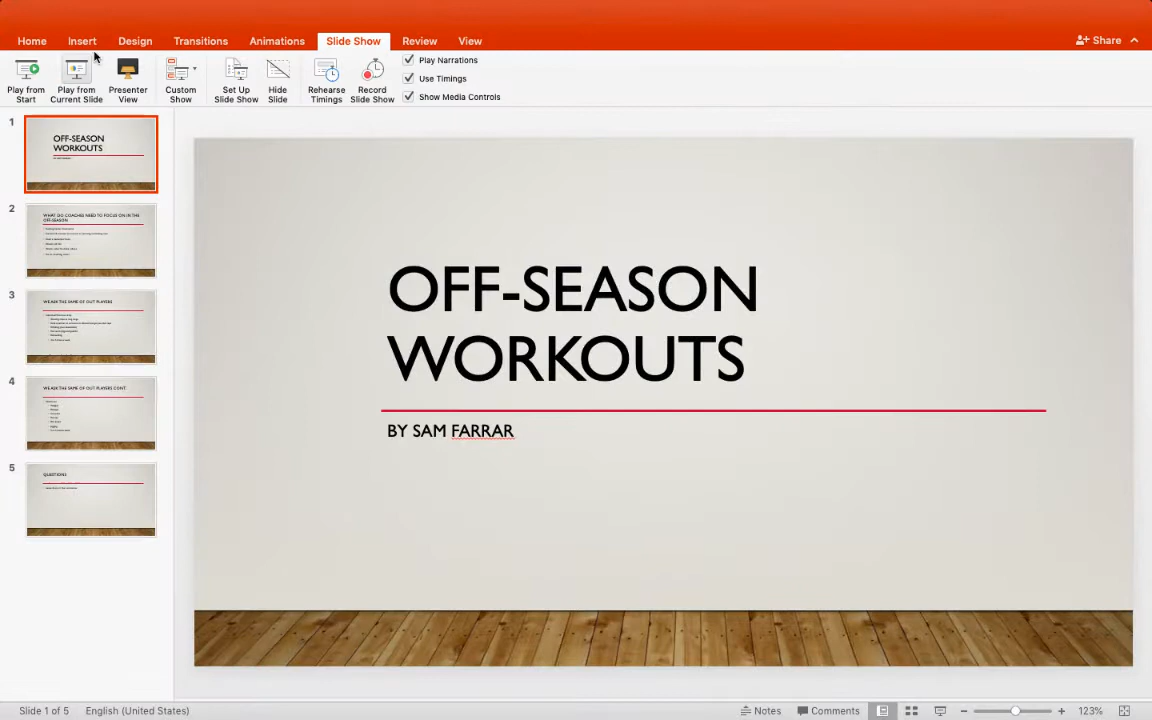 Home Insert Design Transitions Animations Slide Show Review View Share
Play from Start
Play from Current Slide
Presenter View
Custom Show
Set Up Slide Show
Hide Slide
Rehearse Timings
Record Slide Show
Play Narrations
Use Timings
Show Media Controls
1
OFF-SEASON
WORKOUTS
2
WHAT DO COACHES NEED TO FOCUS ON IN THE
OFF-SEASON
3
WE ASK THE SAME OF OUT PLAYERS
4
WE ASK THE SAME OF OUT PLAYERS CONT.
5
QUESTIONS
OFF-SEASON
WORKOUTS
BY SAM FARRAR
Slide 1 of 5 English (United States) Notes Comments 123%